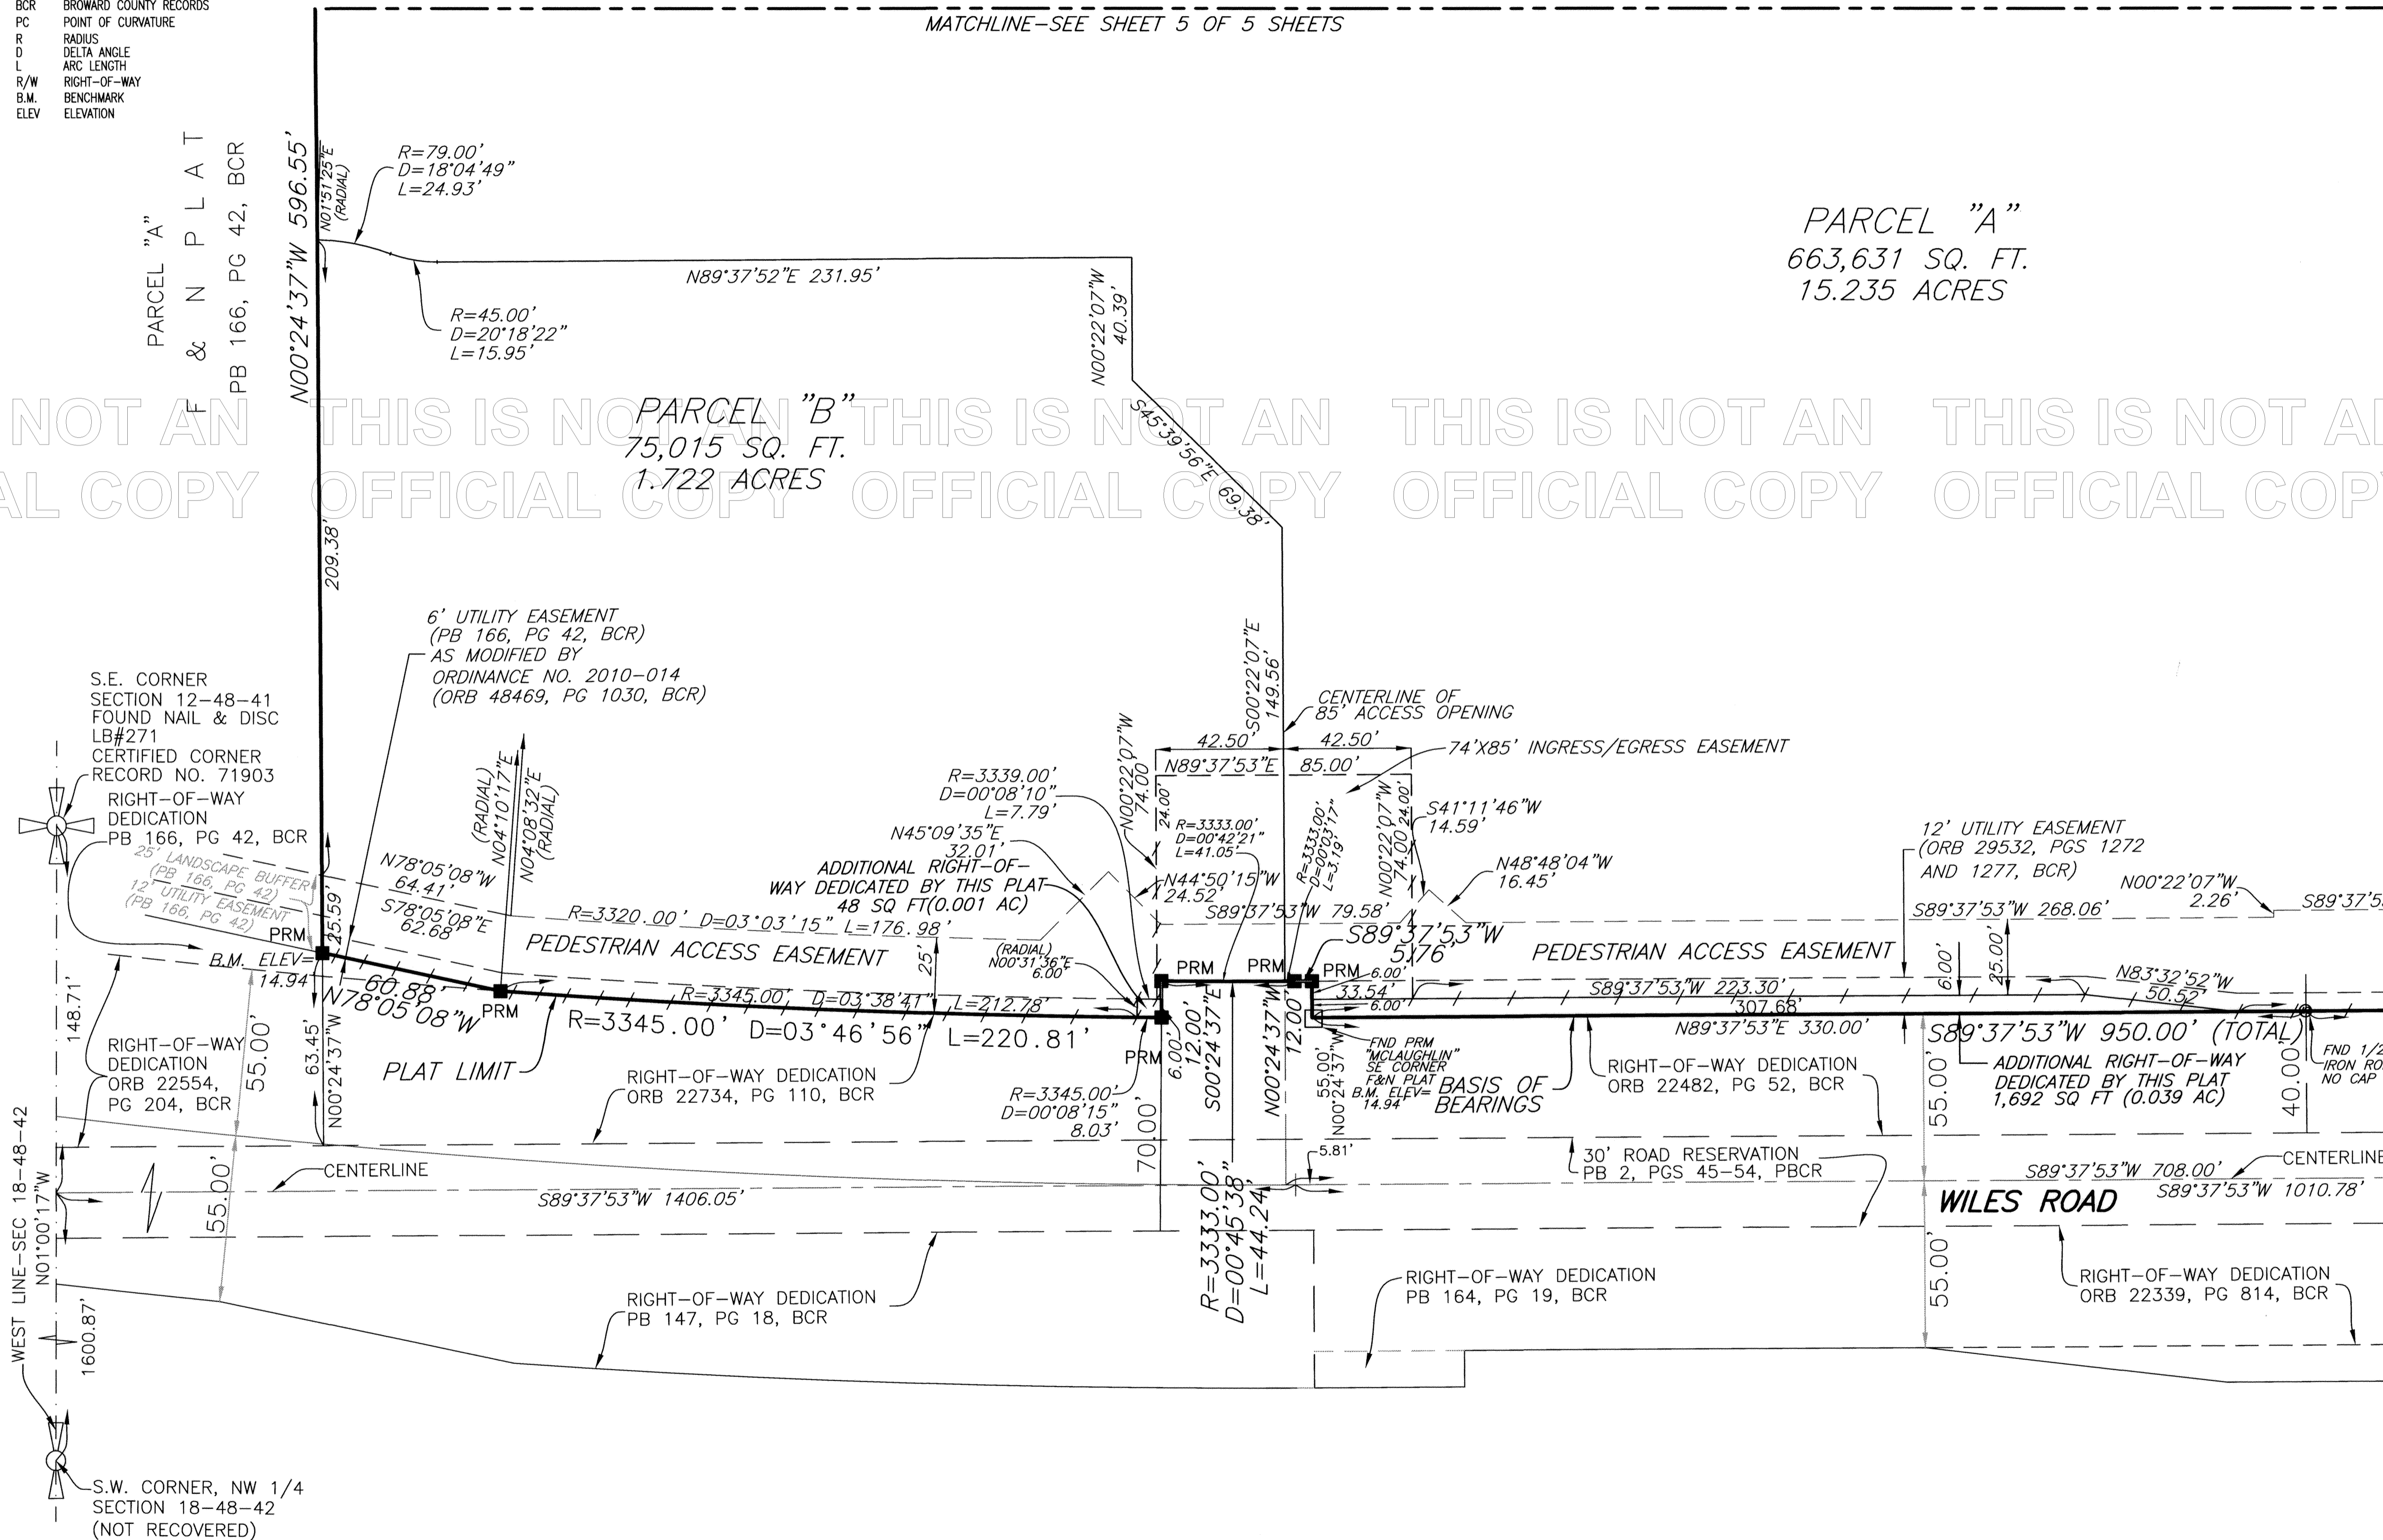 BCR BROWARD COUNTY RECORDS
PC POINT OF CURVATURE
R RADIUS
D DELTA ANGLE
L ARC LENGTH
R/W RIGHT-OF-WAY
B.M. BENCHMARK
ELEV ELEVATION
MATCHLINE-SEE SHEET 5 OF 5 SHEETS
PARCEL "A"
F & N PLAT
PB 166, PG 42, BCR
N00°24'37"W 596.55'
N01°51'25"E
(RADIAL)
R=79.00'
D=18°04'49"
L=24.93'
N89°37'52"E 231.95'
R=45.00'
D=20°18'22"
L=15.95'
N00°22'07"W
40.39'
PARCEL "A"
663,631 SQ. FT.
15.235 ACRES
NOT AN THIS IS NOT AN THIS IS NOT AN THIS IS NOT AN THIS IS NOT AN
AL COPY OFFICIAL COPY OFFICIAL COPY OFFICIAL COPY OFFICIAL COPY
PARCEL "B"
75,015 SQ. FT.
1.722 ACRES
S45°39'56"E 69.38'
209.38'
6' UTILITY EASEMENT
(PB 166, PG 42, BCR)
AS MODIFIED BY
ORDINANCE NO. 2010-014
(ORB 48469, PG 1030, BCR)
S00°22'07"E
149.56'
CENTERLINE OF
85' ACCESS OPENING
42.50' 42.50'
74'X85' INGRESS/EGRESS EASEMENT
N89°37'53"E 85.00'
S.E. CORNER
SECTION 12-48-41
FOUND NAIL & DISC
LB#271
CERTIFIED CORNER
RECORD NO. 71903
RIGHT-OF-WAY
DEDICATION
PB 166, PG 42, BCR
25' LANDSCAPE BUFFER
(PB 166, PG 42)
12' UTILITY EASEMENT
(PB 166, PG 42)
PRM
25.59'
B.M. ELEV=
14.94'
N78°05'08"W
64.41'
S78°05'08"E
62.68'
(RADIAL)
N04°10'17"E
N04°08'32"E
(RADIAL)
R=3339.00'
D=00°08'10"
L=7.79'
N45°09'35"E
32.01'
ADDITIONAL RIGHT-OF-
WAY DEDICATED BY THIS PLAT
48 SQ FT(0.001 AC)
N00°22'07"W
74.00'
24.00'
R=3333.00'
D=00°42'21"
L=41.05'
R=3333.00'
D=00°03'17"
L=3.19'
N00°22'07"W
74.00'
24.00'
S41°11'46"W
14.59'
N48°48'04"W
16.45'
N44°50'15"W
24.52'
S89°37'53"W 79.58'
R=3320.00' D=03°03'15" L=176.98'
PEDESTRIAN ACCESS EASEMENT
25'
(RADIAL)
N00°31'36"E
6.00'
PRM PRM PRM
S89°37'53"W
5.76'
12' UTILITY EASEMENT
(ORB 29532, PGS 1272
AND 1277, BCR)
N00°22'07"W
2.26'
S89°37'53"W 268.06'
S89°37'5
PEDESTRIAN ACCESS EASEMENT
6.00'
25.00'
N83°32'52"W
50.52'
6.00'
33.54'
6.00'
S89°37'53"W 223.30'
307.68'
N89°37'53"E 330.00'
S89°37'53"W 950.00' (TOTAL)
60.88'
N78°05'08"W
PRM
R=3345.00' D=03°38'41" L=212.78'
R=3345.00' D=03°46'56" L=220.81'
PLAT LIMIT
PRM
6.00'
12.00'
S00°24'37"E
N00°24'37"W
12.00'
55.00'
N00°24'37"W
FND PRM
"MCLAUGHLIN"
SE CORNER
F&N PLAT
B.M. ELEV=
14.94'
BASIS OF
BEARINGS
RIGHT-OF-WAY DEDICATION
ORB 22482, PG 52, BCR
ADDITIONAL RIGHT-OF-WAY
DEDICATED BY THIS PLAT
1,692 SQ FT (0.039 AC)
FND 1/2
IRON RO
NO CAP
40.00'
55.00'
148.71'
63.45'
N00°24'37"W
55.00'
RIGHT-OF-WAY
DEDICATION
ORB 22554,
PG 204, BCR
RIGHT-OF-WAY DEDICATION
ORB 22734, PG 110, BCR
R=3345.00'
D=00°08'15"
8.03'
70.00'
5.81'
30' ROAD RESERVATION
PB 2, PGS 45-54, PBCR
S89°37'53"W 708.00'
CENTERLINE
S89°37'53"W 1010.78'
WILES ROAD
CENTERLINE
S89°37'53"W 1406.05'
55.00'
WEST LINE-SEC 18-48-42
N01°00'17"W
1600.87'
R=3333.00'
D=00°45'38"
L=44.24'
55.00'
RIGHT-OF-WAY DEDICATION
PB 147, PG 18, BCR
RIGHT-OF-WAY DEDICATION
PB 164, PG 19, BCR
RIGHT-OF-WAY DEDICATION
ORB 22339, PG 814, BCR
S.W. CORNER, NW 1/4
SECTION 18-48-42
(NOT RECOVERED)